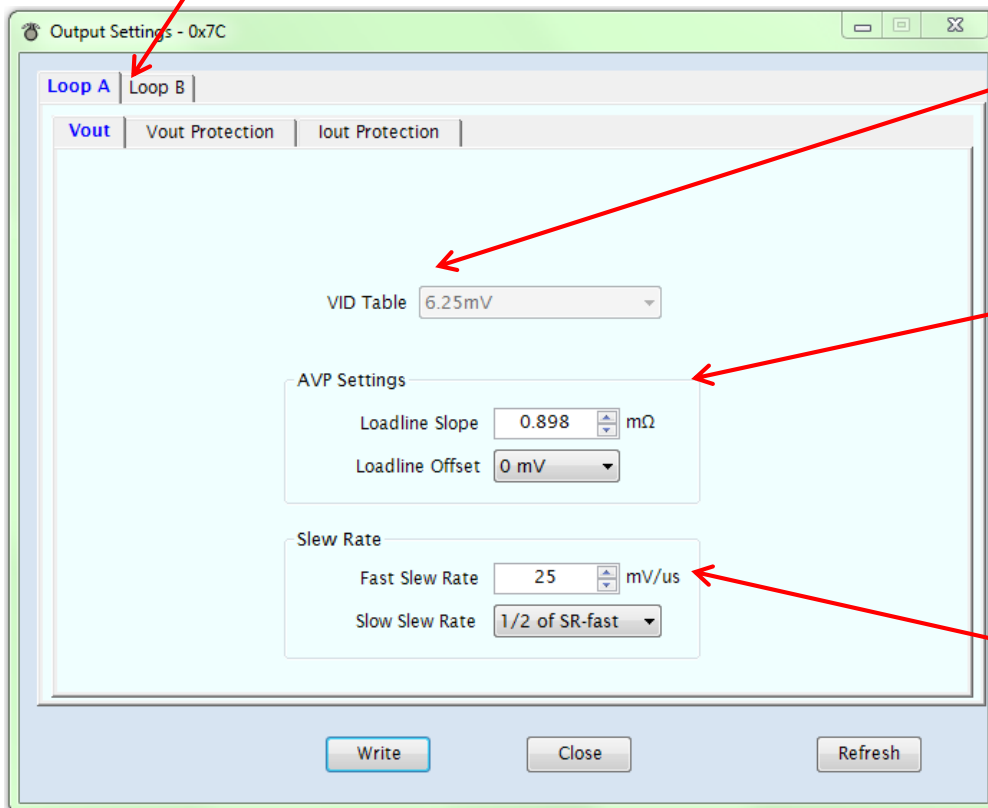 Output Settings - 0x7C
Loop A Loop B
Vout Vout Protection Iout Protection
VID Table 6.25mV
AVP Settings
Loadline Slope 0.898 mΩ
Loadline Offset 0 mV
Slew Rate
Fast Slew Rate 25 mV/us
Slow Slew Rate 1/2 of SR-fast
Write Close Refresh